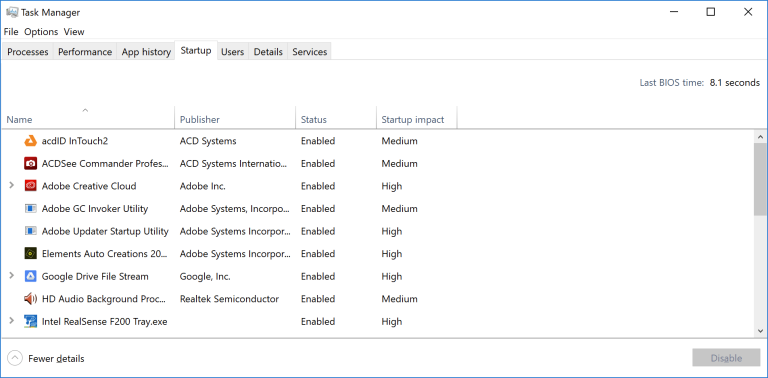 Task Manager
File Options View
Processes Performance App history Startup Users Details Services
Last BIOS time: 8.1 seconds
Name Publisher Status Startup impact
acdID InTouch2 ACD Systems Enabled Medium
ACDSee Commander Profes... ACD Systems Internatio... Enabled Medium
Adobe Creative Cloud Adobe Inc. Enabled High
Adobe GC Invoker Utility Adobe Systems, Incorpo... Enabled Medium
Adobe Updater Startup Utility Adobe Systems Incorpor... Enabled High
Elements Auto Creations 20... Adobe Systems Incorpor... Enabled High
Google Drive File Stream Google, Inc. Enabled High
HD Audio Background Proc... Realtek Semiconductor Enabled Medium
Intel RealSense F200 Tray.exe Enabled High
Fewer details Disable